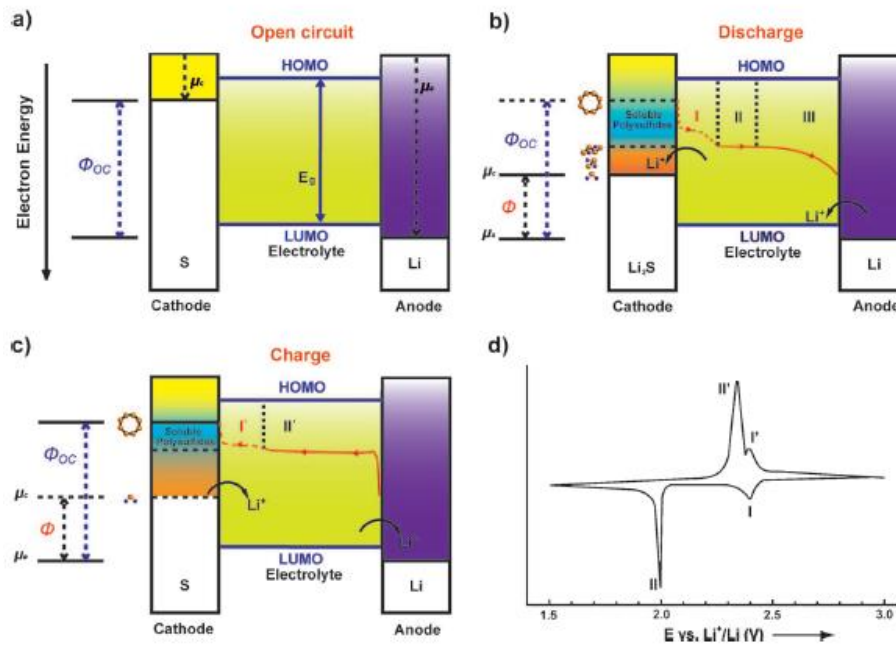 a)
Open circuit
HOMO
μc
μa
Electron Energy
ΦOC
Eg
LUMO
Electrolyte
S
Li
Cathode
Anode
b)
Discharge
HOMO
Soluble
Polysulfides
I
II
III
ΦOC
Li⁺
μc
Φ
Li⁺
μa
LUMO
Electrolyte
Li₂S
Li
Cathode
Anode
c)
Charge
HOMO
Soluble
Polysulfides
I'
II'
ΦOC
μc
Li⁺
Φ
LUMO
Electrolyte
S
Li
Cathode
Anode
d)
II'
I'
I
II
1.5
2.0
2.5
3.0
E vs. Li⁺/Li (V)